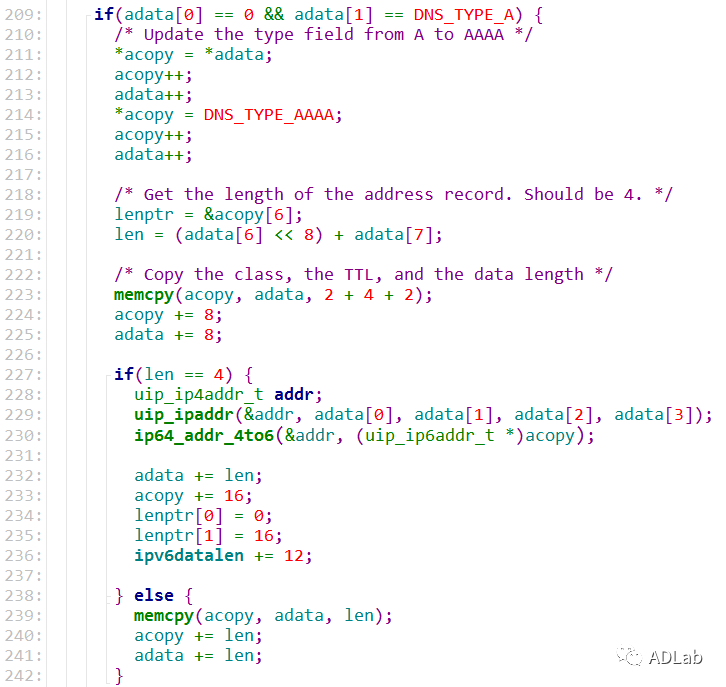 209: if(adata[0] == 0 && adata[1] == DNS_TYPE_A) {
210: /* Update the type field from A to AAAA */
211: *acopy = *adata;
212: acopy++;
213: adata++;
214: *acopy = DNS_TYPE_AAAA;
215: acopy++;
216: adata++;
217:
218: /* Get the length of the address record. Should be 4. */
219: lenptr = &acopy[6];
220: len = (adata[6] << 8) + adata[7];
221:
222: /* Copy the class, the TTL, and the data length */
223: memcpy(acopy, adata, 2 + 4 + 2);
224: acopy += 8;
225: adata += 8;
226:
227: if(len == 4) {
228: uip_ip4addr_t addr;
229: uip_ipaddr(&addr, adata[0], adata[1], adata[2], adata[3]);
230: ip64_addr_4to6(&addr, (uip_ip6addr_t *)acopy);
231:
232: adata += len;
233: acopy += 16;
234: lenptr[0] = 0;
235: lenptr[1] = 16;
236: ipv6datalen += 12;
237:
238: } else {
239: memcpy(acopy, adata, len);
240: acopy += len;
241: adata += len;
242: }
ADLab